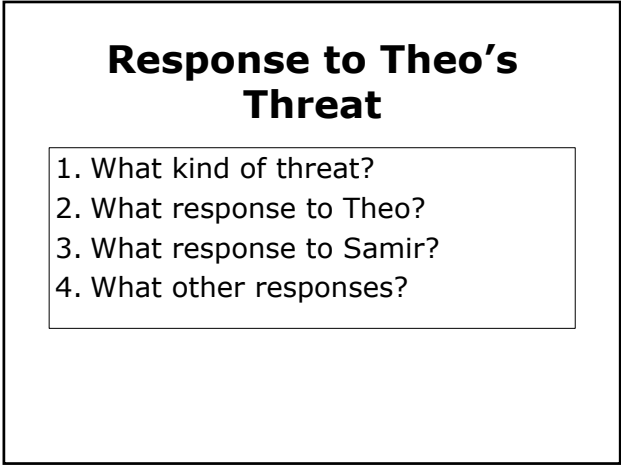 Response to Theo’s
Threat
1. What kind of threat?
2. What response to Theo?
3. What response to Samir?
4. What other responses?